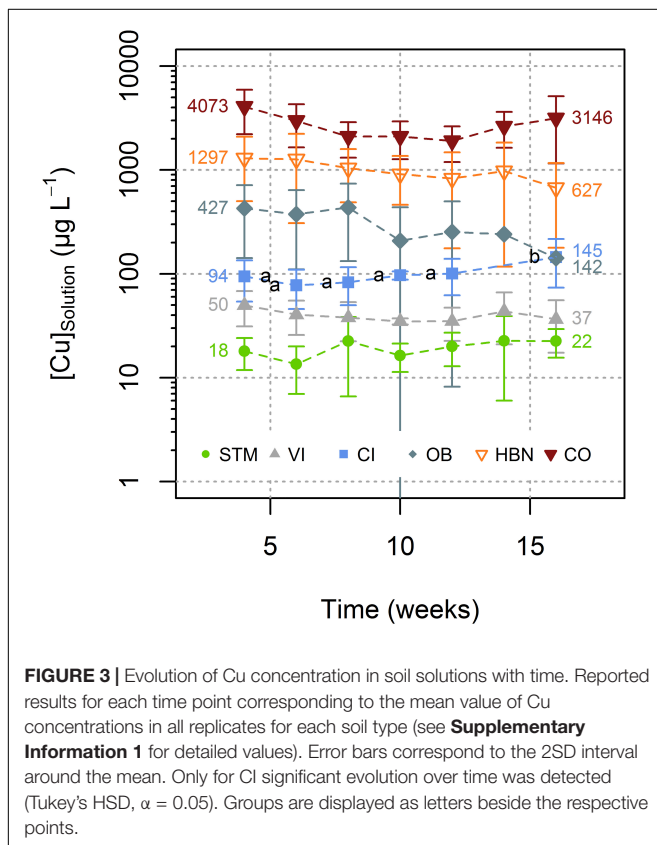 10000
1000
100
10
1
[Cu]Solution (µg L⁻¹)
4073
3146
1297
627
427
142
94
145
50
37
18
22
a
a
a
a
a
b
STM VI CI OB HBN CO
5 10 15
Time (weeks)
FIGURE 3 | Evolution of Cu concentration in soil solutions with time. Reported
results for each time point corresponding to the mean value of Cu
concentrations in all replicates for each soil type (see Supplementary
Information 1 for detailed values). Error bars correspond to the 2SD interval
around the mean. Only for CI significant evolution over time was detected
(Tukey's HSD, α = 0.05). Groups are displayed as letters beside the respective
points.